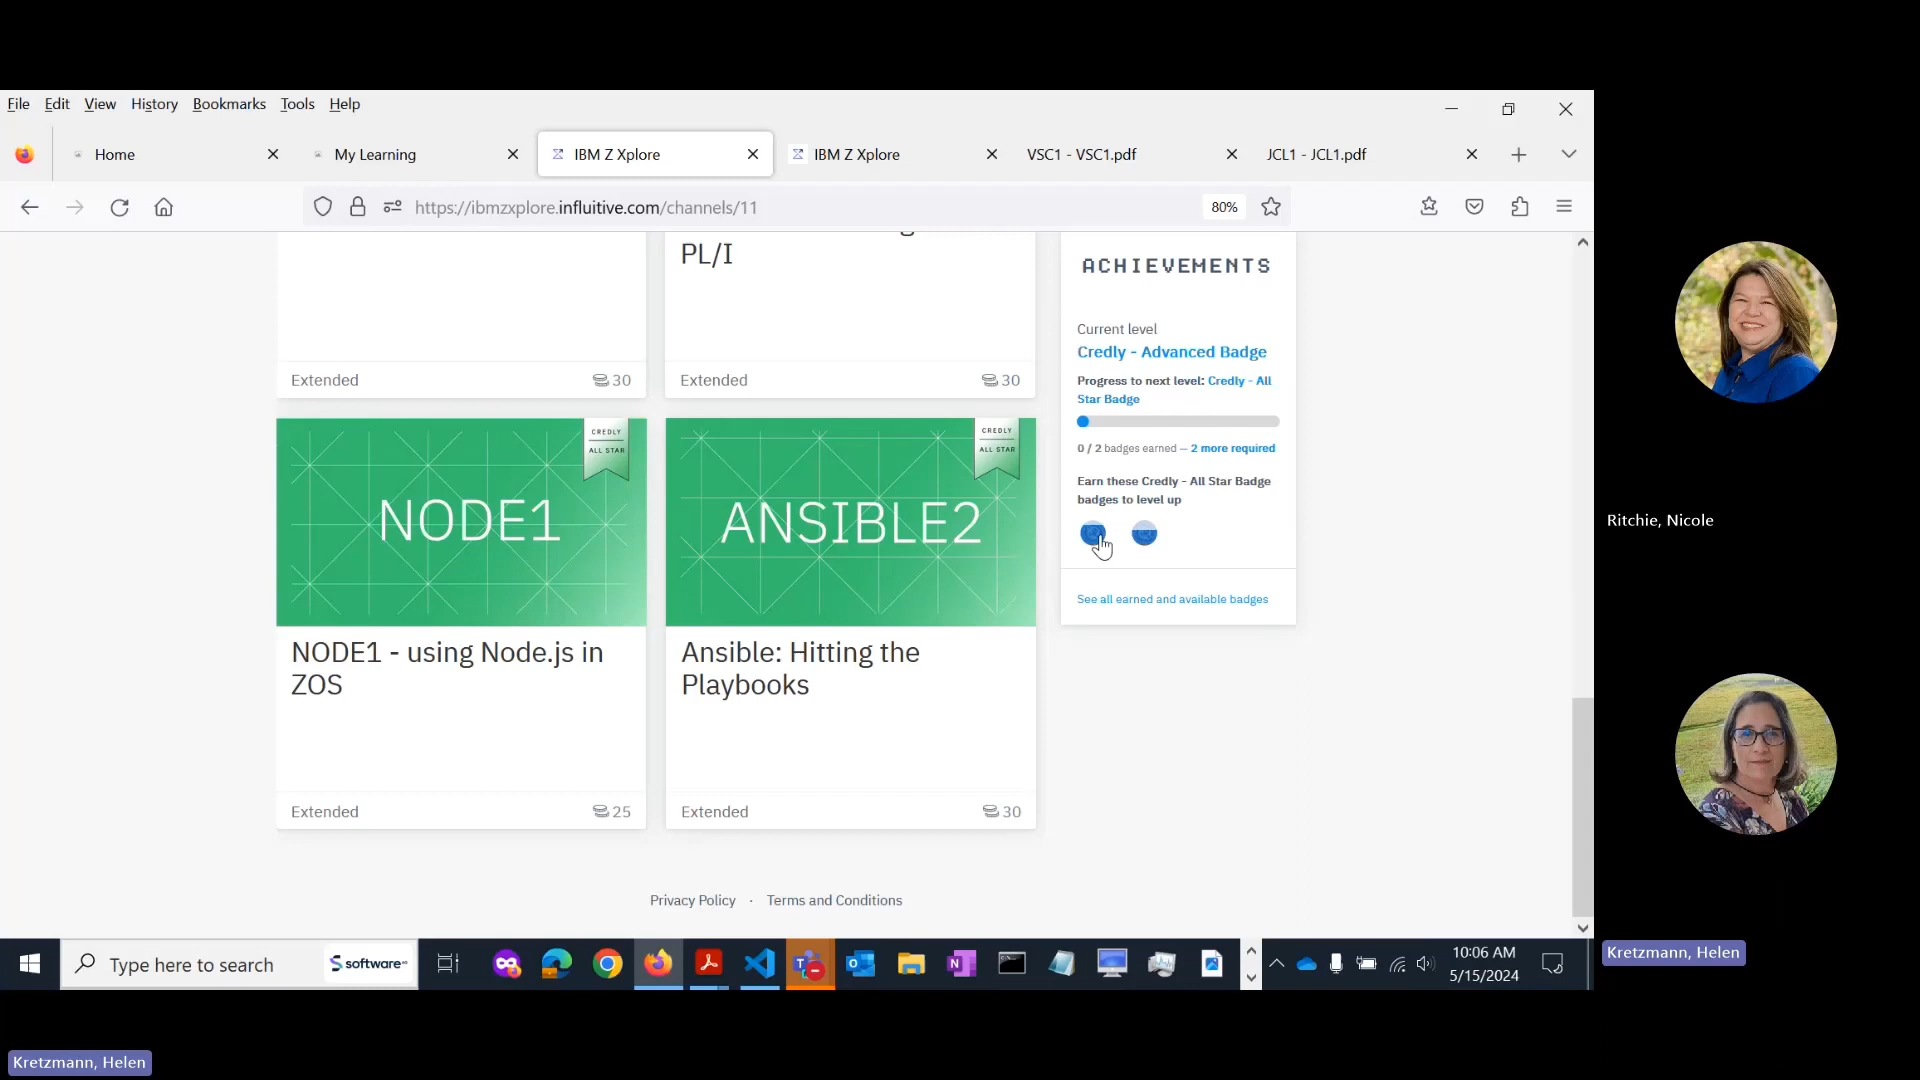 File Edit View History Bookmarks Tools Help
Home
My Learning
IBM Z Xplore
IBM Z Xplore
VSC1 - VSC1.pdf
JCL1 - JCL1.pdf
https://ibmzxplore.influitive.com/channels/11
80%
PL/I
Extended 30
Extended 30
CREDLY
ALL STAR
NODE1
NODE1 - using Node.js in
ZOS
Extended 25
CREDLY
ALL STAR
ANSIBLE2
Ansible: Hitting the
Playbooks
Extended 30
ACHIEVEMENTS
Current level
Credly - Advanced Badge
Progress to next level: Credly - All
Star Badge
0 / 2 badges earned — 2 more required
Earn these Credly - All Star Badge
badges to level up
See all earned and available badges
Privacy Policy · Terms and Conditions
Type here to search
software
10:06 AM
5/15/2024
Ritchie, Nicole
Kretzmann, Helen
Kretzmann, Helen